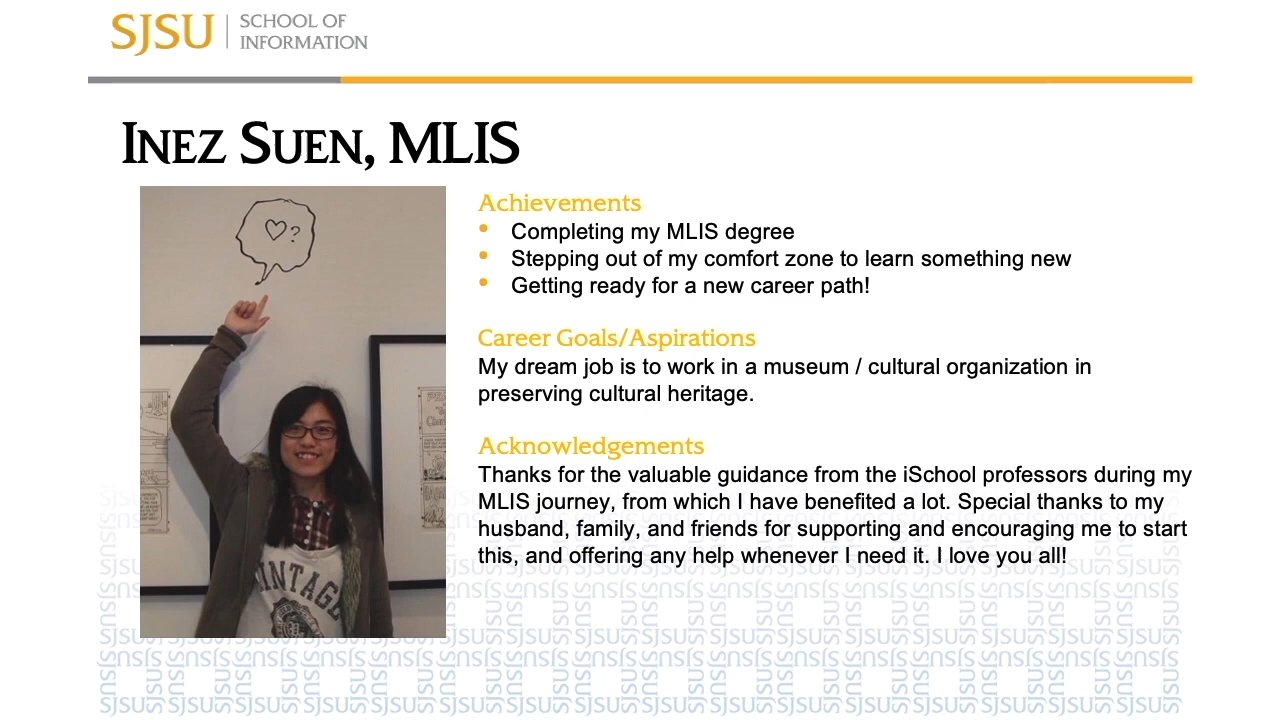 SJSU | SCHOOL OF
INFORMATION
INEZ SUEN, MLIS
♡?
Achievements
• Completing my MLIS degree
• Stepping out of my comfort zone to learn something new
• Getting ready for a new career path!
Career Goals/Aspirations
My dream job is to work in a museum / cultural organization in
preserving cultural heritage.
Acknowledgements
Thanks for the valuable guidance from the iSchool professors during my
MLIS journey, from which I have benefited a lot. Special thanks to my
husband, family, and friends for supporting and encouraging me to start
this, and offering any help whenever I need it. I love you all!
VINTAGE